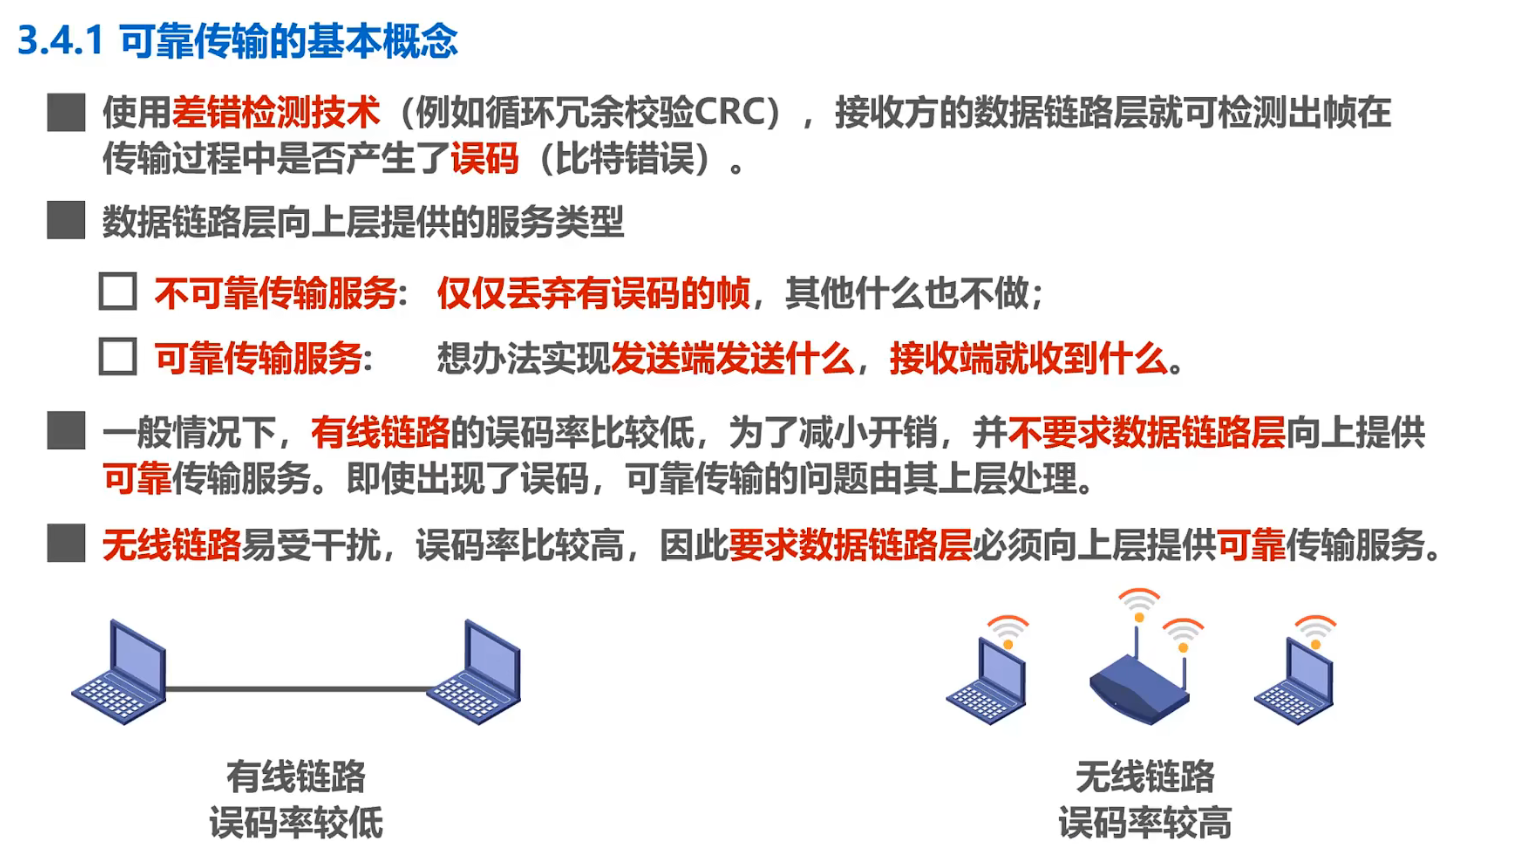 3.4.1 可靠传输的基本概念
使用差错检测技术（例如循环冗余校验CRC），接收方的数据链路层就可检测出帧在
传输过程中是否产生了误码（比特错误）。
数据链路层向上层提供的服务类型
不可靠传输服务： 仅仅丢弃有误码的帧，其他什么也不做；
可靠传输服务： 想办法实现发送端发送什么，接收端就收到什么。
一般情况下，有线链路的误码率比较低，为了减小开销，并不要求数据链路层向上提供
可靠传输服务。即使出现了误码，可靠传输的问题由其上层处理。
无线链路易受干扰，误码率比较高，因此要求数据链路层必须向上层提供可靠传输服务。
有线链路
误码率较低
无线链路
误码率较高